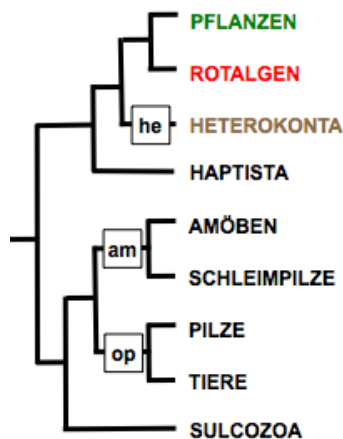 PFLANZEN
ROTALGEN
he HETEROKONTA
HAPTISTA
AMÖBEN
am
SCHLEIMPILZE
PILZE
op
TIERE
SULCOZOA